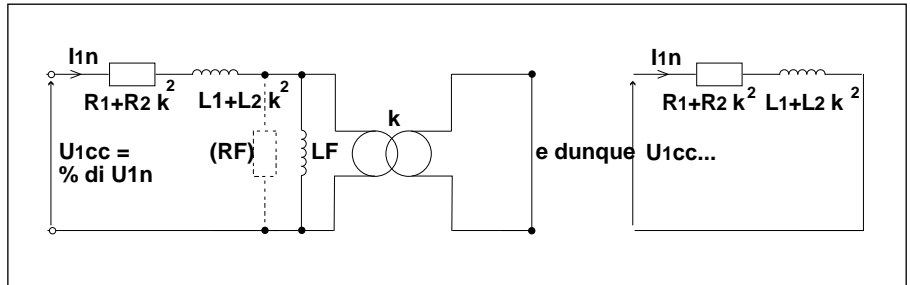 I1n
R1+R2 k²
L1+L2 k²
U1cc =
% di U1n
(RF)
LF
k
e dunque
I1n
R1+R2 k²
L1+L2 k²
U1cc...